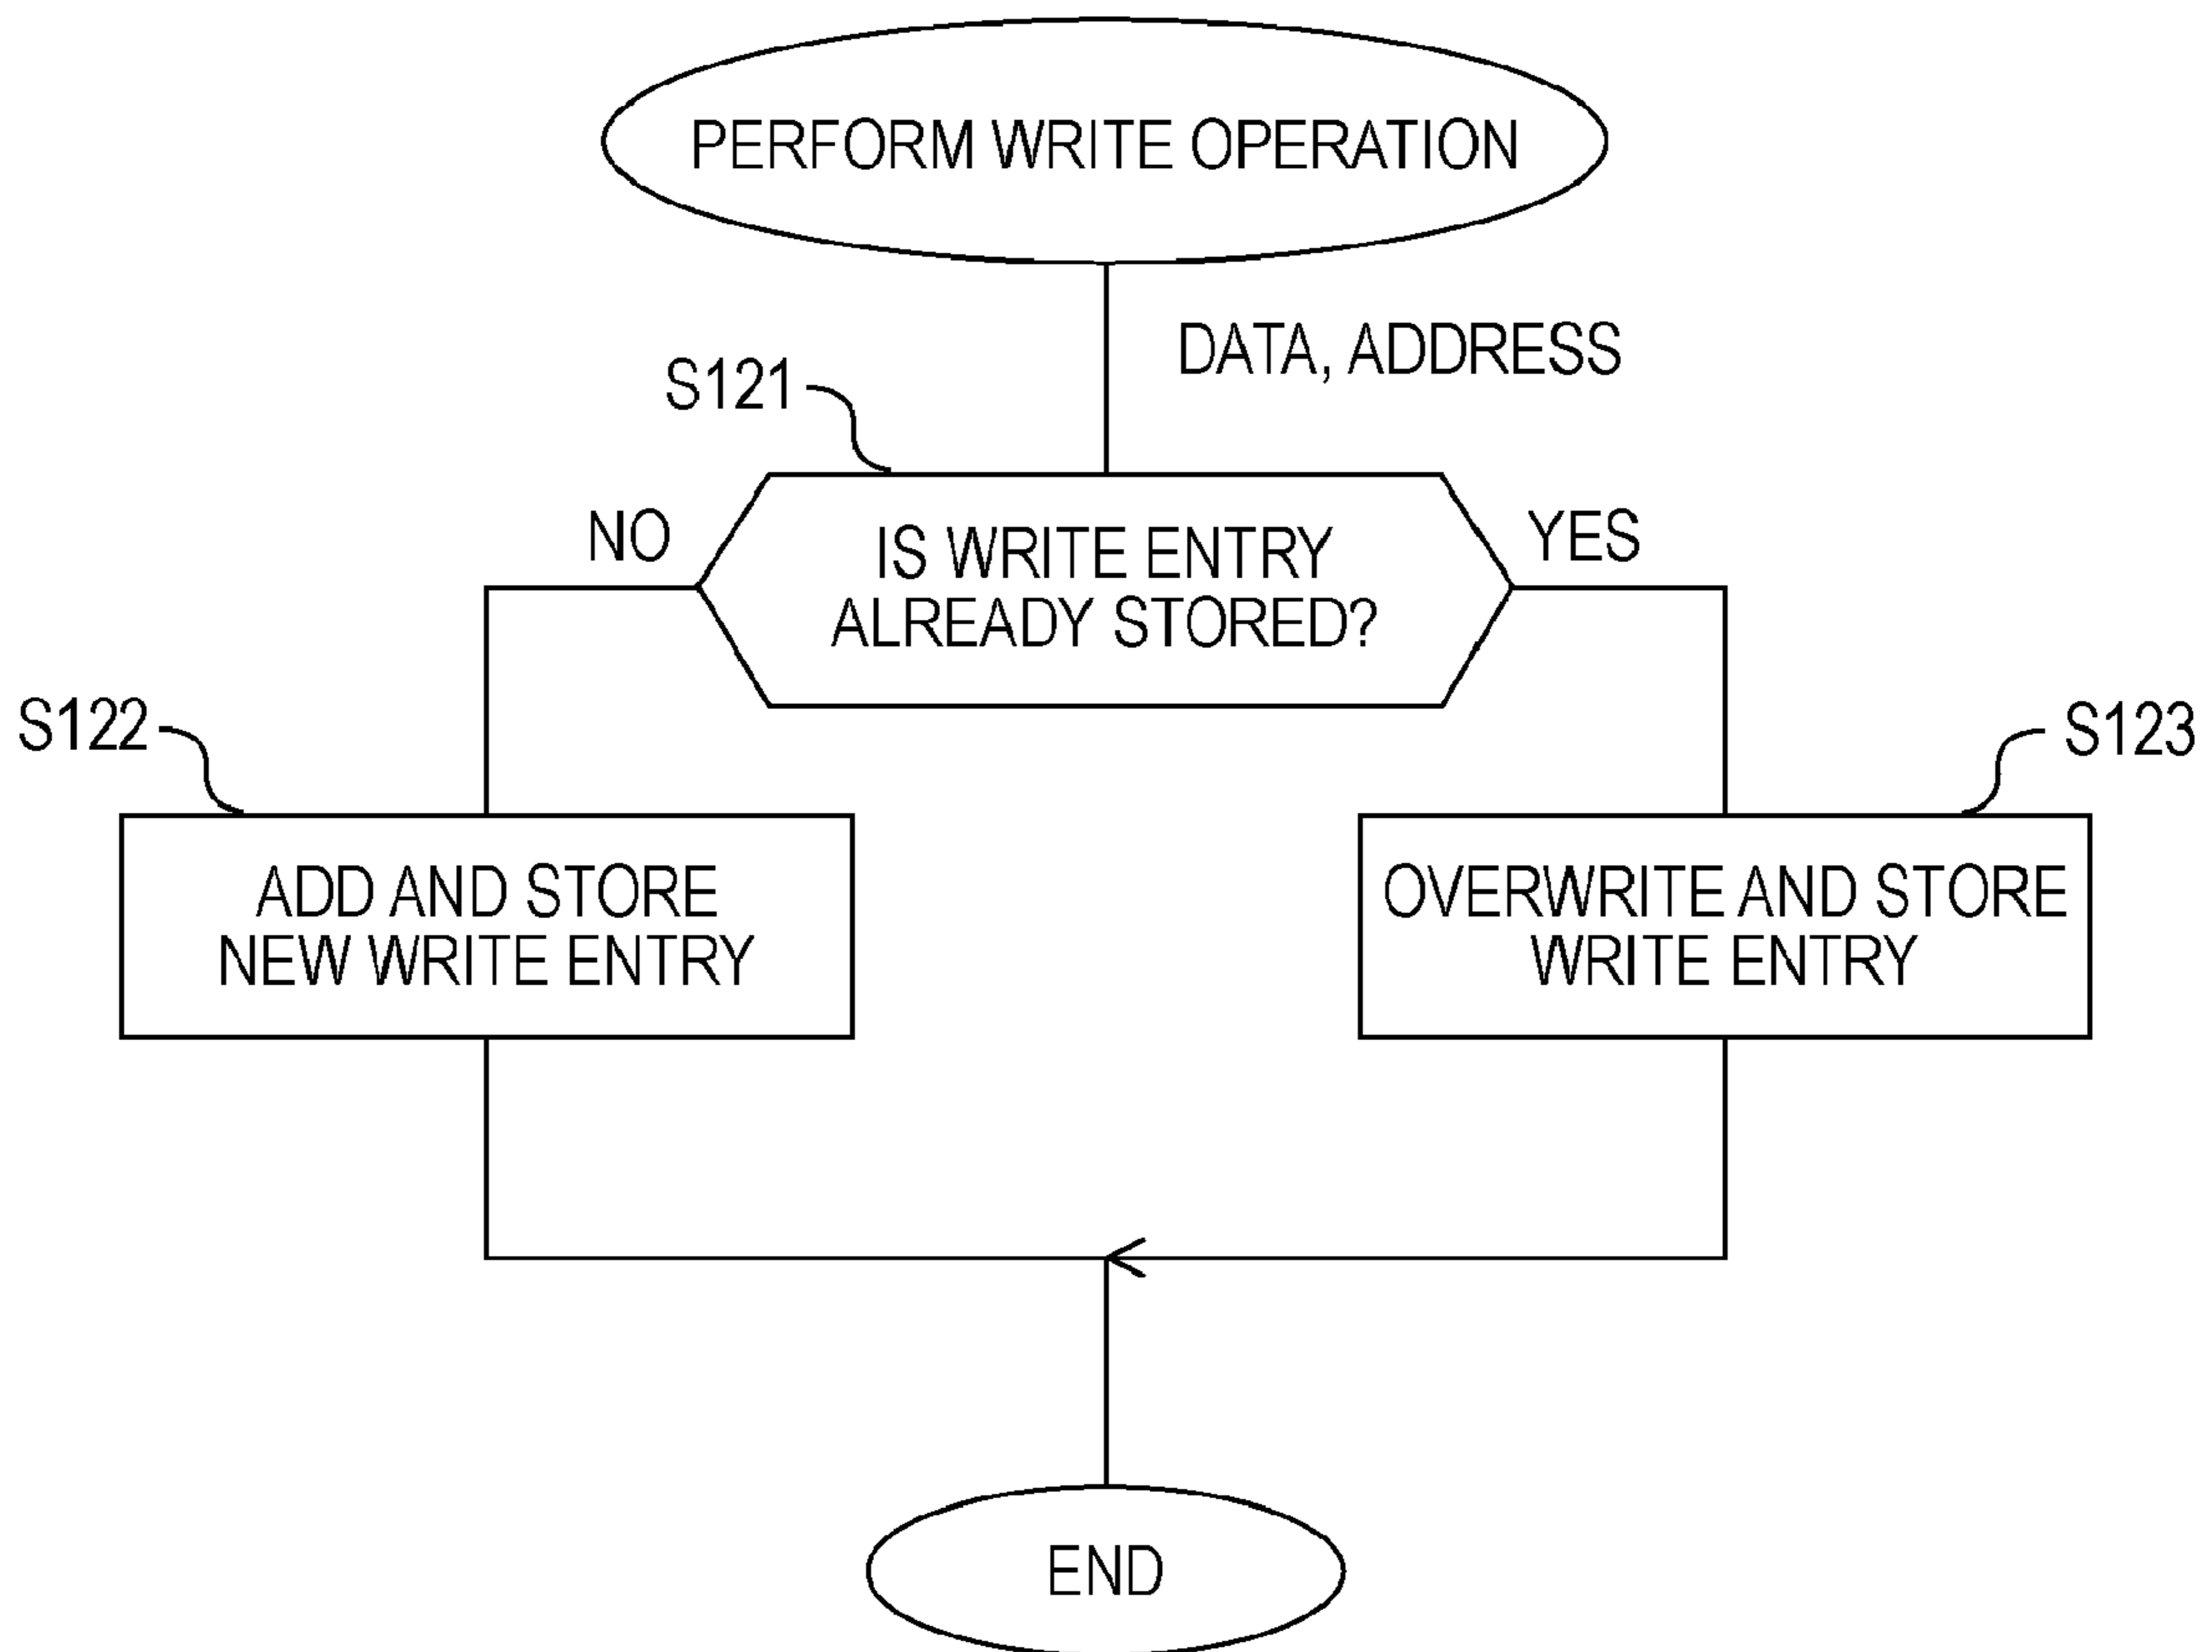 PERFORM WRITE OPERATION
DATA, ADDRESS
S121
NO
IS WRITE ENTRY
ALREADY STORED?
YES
S122
S123
ADD AND STORE
NEW WRITE ENTRY
OVERWRITE AND STORE
WRITE ENTRY
END